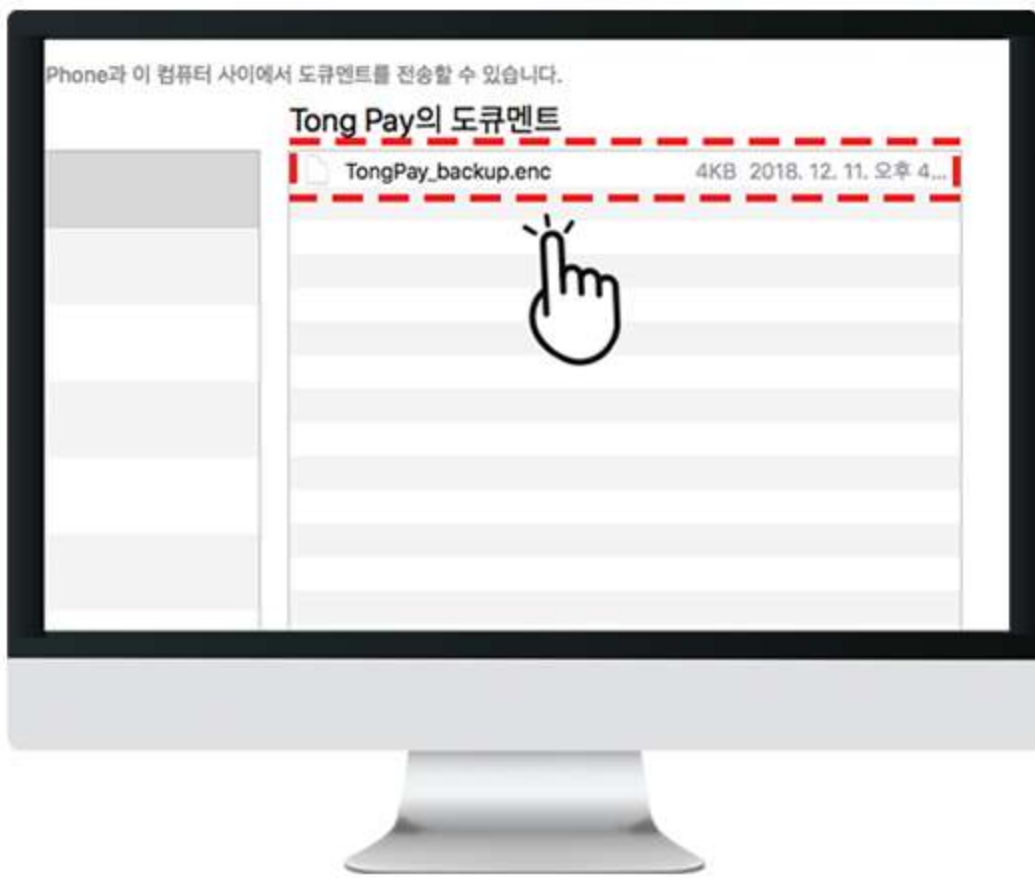 Phone과 이 컴퓨터 사이에서 도큐멘트를 전송할 수 있습니다.
Tong Pay의 도큐멘트
TongPay_backup.enc 4KB 2018. 12. 11. 오후 4...